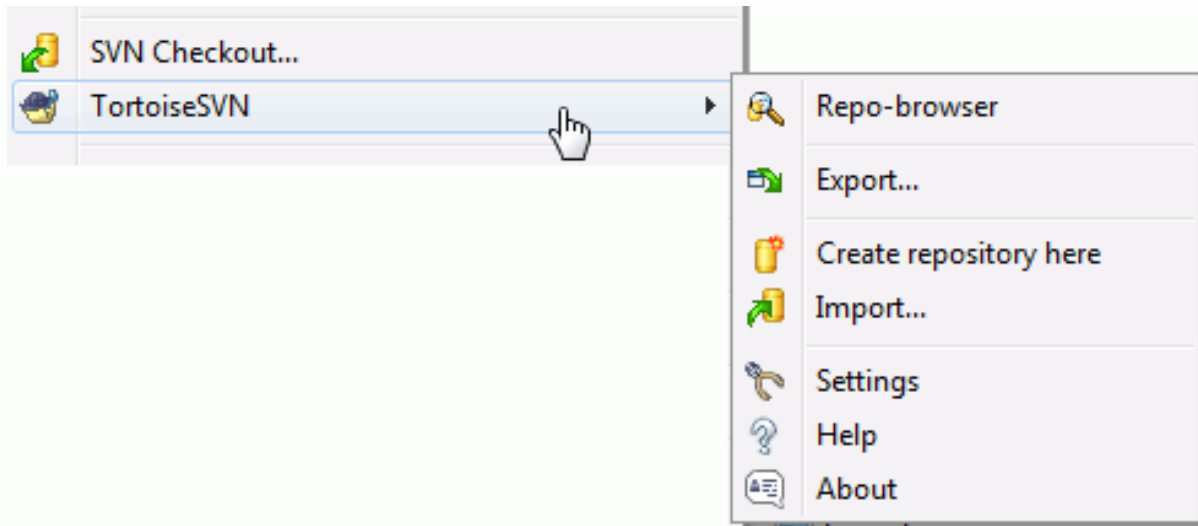 SVN Checkout...
TortoiseSVN
Repo-browser
Export...
Create repository here
Import...
Settings
Help
About